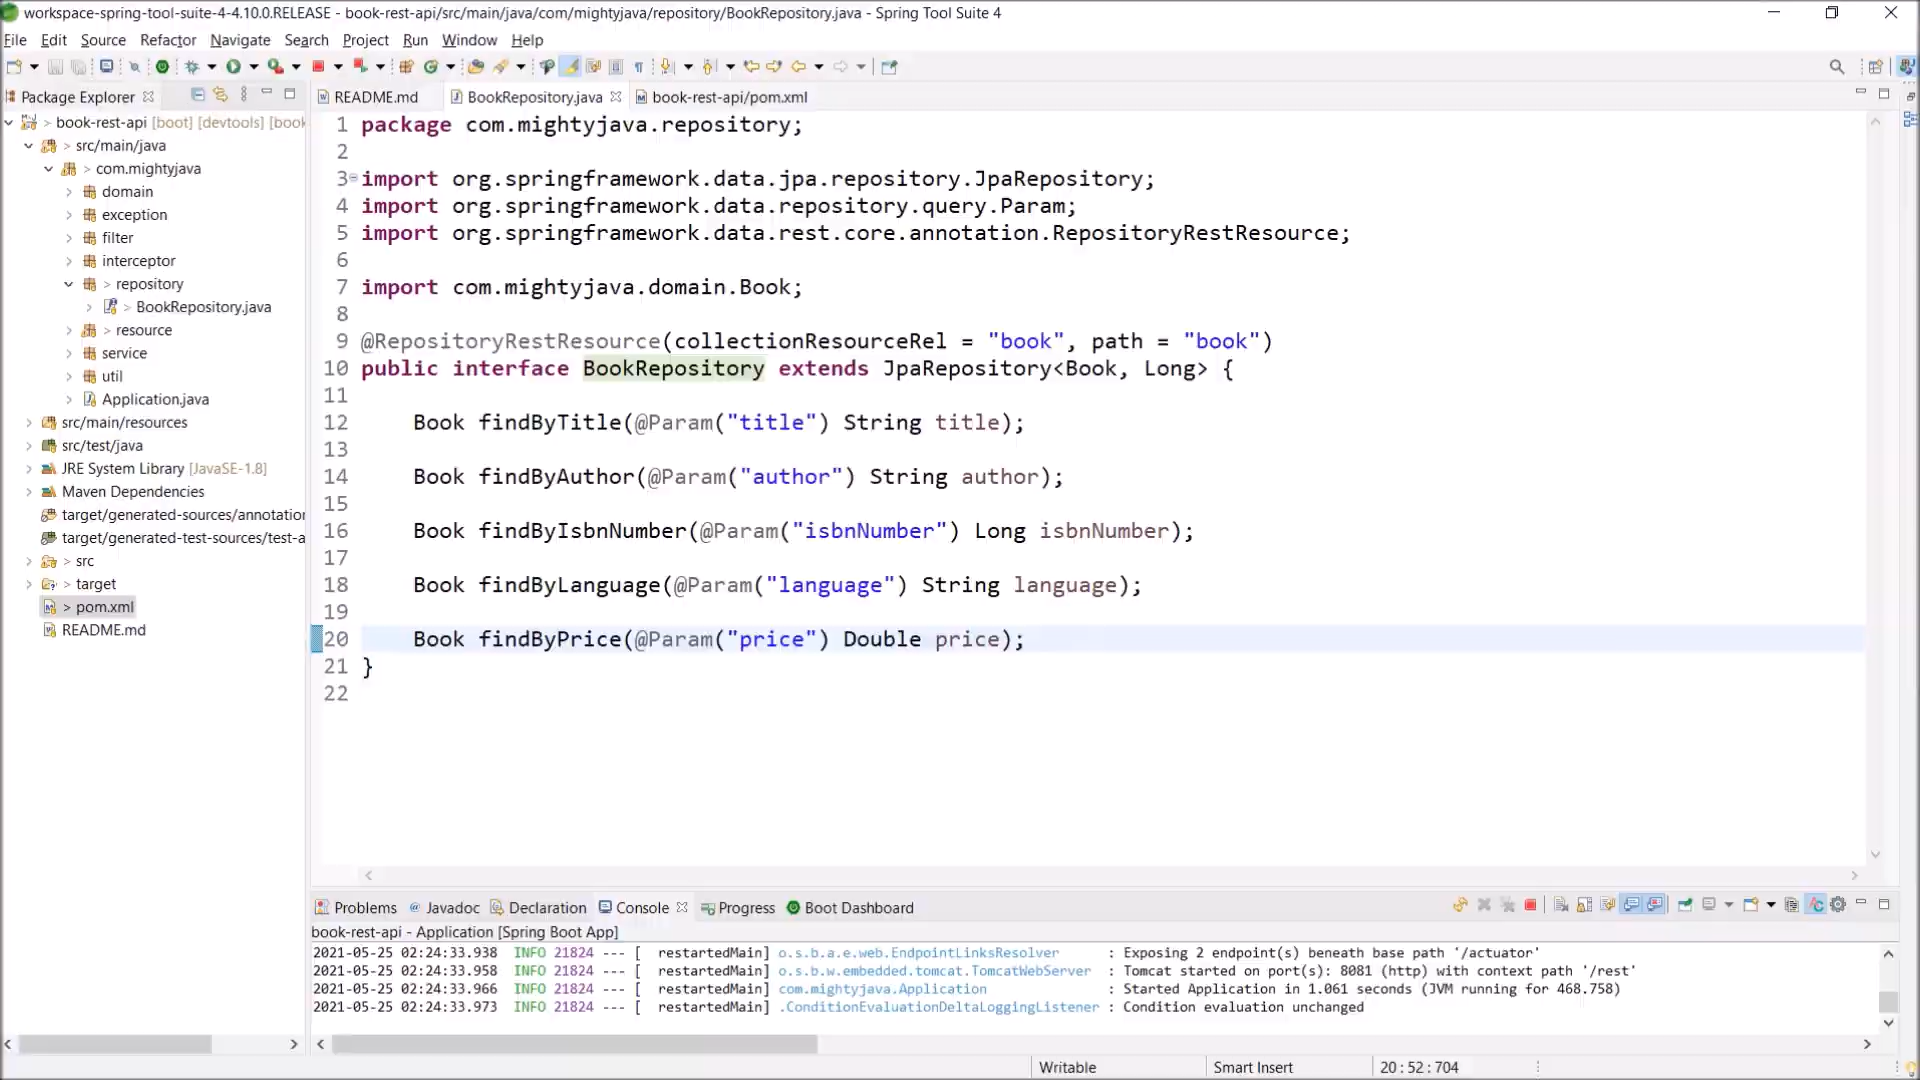 workspace-spring-tool-suite-4-4.10.0.RELEASE - book-rest-api/src/main/java/com/mightyjava/repository/BookRepository.java - Spring Tool Suite 4
File Edit Source Refactor Navigate Search Project Run Window Help
Package Explorer
README.md
BookRepository.java
book-rest-api/pom.xml
> book-rest-api [boot] [devtools] [book
> src/main/java
> com.mightyjava
domain
exception
filter
interceptor
> repository
> BookRepository.java
> resource
service
util
Application.java
src/main/resources
src/test/java
JRE System Library [JavaSE-1.8]
Maven Dependencies
target/generated-sources/annotation
target/generated-test-sources/test-a
> src
> target
> pom.xml
README.md
1 package com.mightyjava.repository;
2
3 import org.springframework.data.jpa.repository.JpaRepository;
4 import org.springframework.data.repository.query.Param;
5 import org.springframework.data.rest.core.annotation.RepositoryRestResource;
6
7 import com.mightyjava.domain.Book;
8
9 @RepositoryRestResource(collectionResourceRel = "book", path = "book")
10 public interface BookRepository extends JpaRepository<Book, Long> {
11
12 Book findByTitle(@Param("title") String title);
13
14 Book findByAuthor(@Param("author") String author);
15
16 Book findByIsbnNumber(@Param("isbnNumber") Long isbnNumber);
17
18 Book findByLanguage(@Param("language") String language);
19
20 Book findByPrice(@Param("price") Double price);
21 }
22
Problems @ Javadoc Declaration Console Progress Boot Dashboard
book-rest-api - Application [Spring Boot App]
2021-05-25 02:24:33.938 INFO 21824 --- [ restartedMain] o.s.b.a.e.web.EndpointLinksResolver : Exposing 2 endpoint(s) beneath base path '/actuator'
2021-05-25 02:24:33.958 INFO 21824 --- [ restartedMain] o.s.b.w.embedded.tomcat.TomcatWebServer : Tomcat started on port(s): 8081 (http) with context path '/rest'
2021-05-25 02:24:33.966 INFO 21824 --- [ restartedMain] com.mightyjava.Application : Started Application in 1.061 seconds (JVM running for 468.758)
2021-05-25 02:24:33.973 INFO 21824 --- [ restartedMain] .ConditionEvaluationDeltaLoggingListener : Condition evaluation unchanged
Writable
Smart Insert
20 : 52 : 704